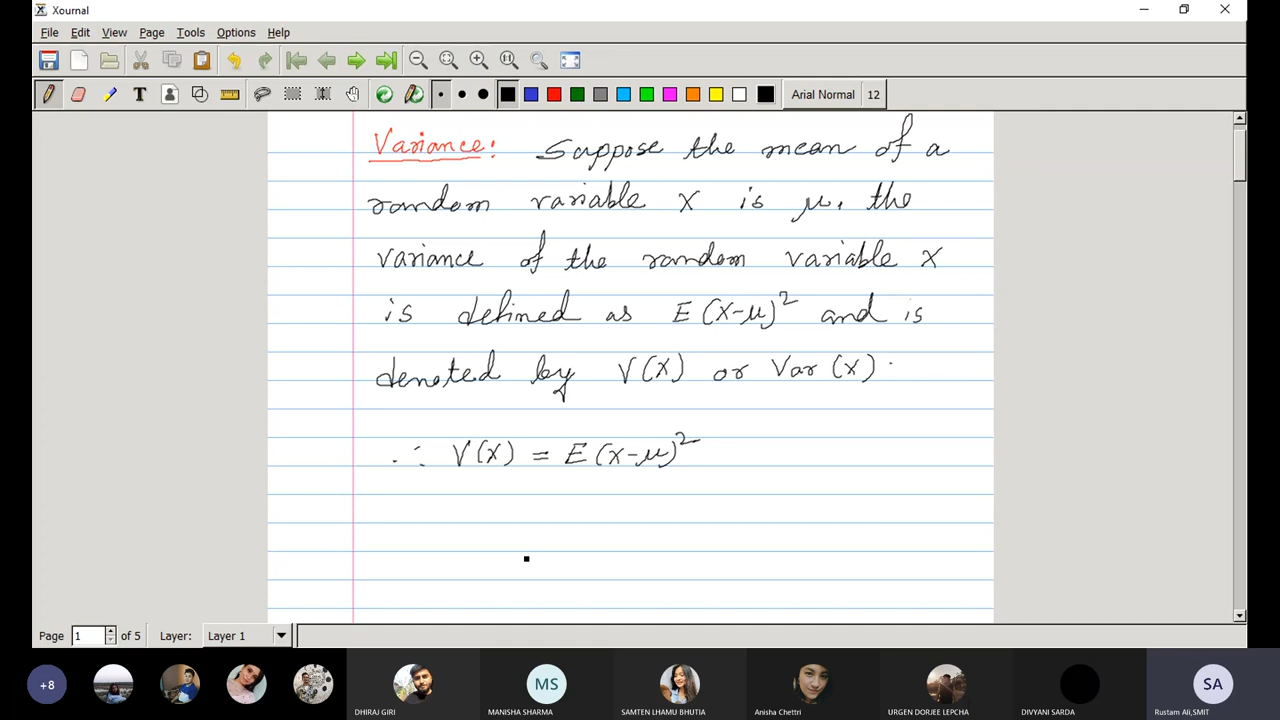 Xournal
File Edit View Page Tools Options Help
Arial Normal 12
Variance: Suppose the mean of a
random variable X is μ, the
variance of the random variable X
is defined as E(X-μ)²  and is
denoted by V(X) or Var(X).
∴ V(X) = E(X-μ)²
Page 1 of 5 Layer: Layer 1
+8 MS SA
DHIRAJ GIRI MANISHA SHARMA SAMTEN LHAMU BHUTIA Anisha Chettri URGEN DORJEE LEPCHA DIVYANI SARDA Rustam Ali,SMIT